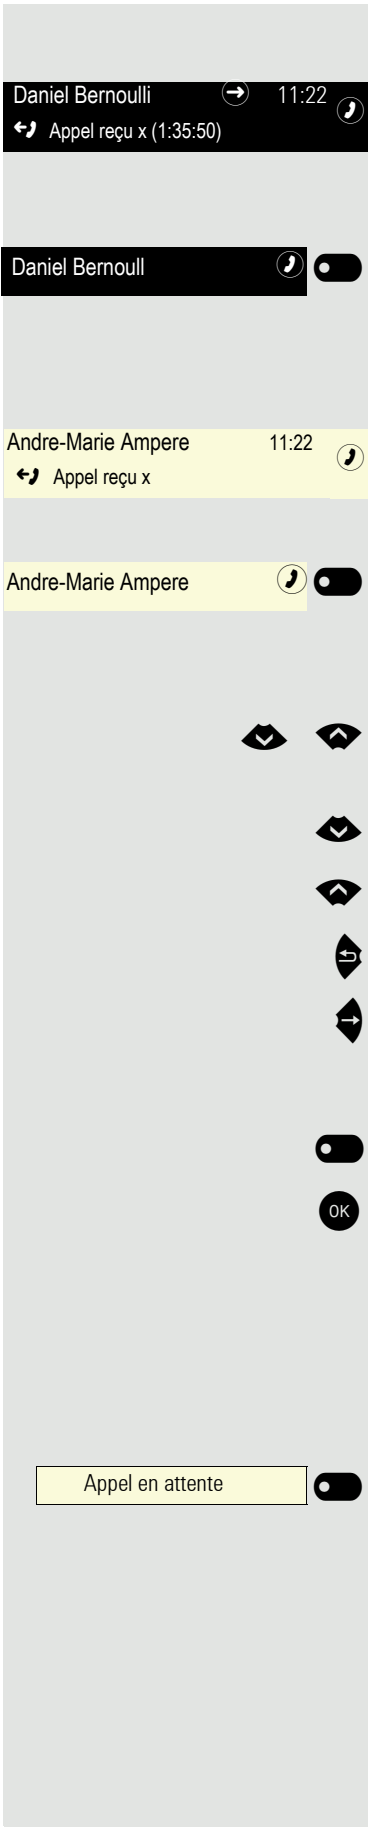 Daniel Bernoulli 11:22
Appel reçu x (1:35:50)
Daniel Bernoull
Andre-Marie Ampere 11:22
Appel reçu x
Andre-Marie Ampere
OK
Appel en attente